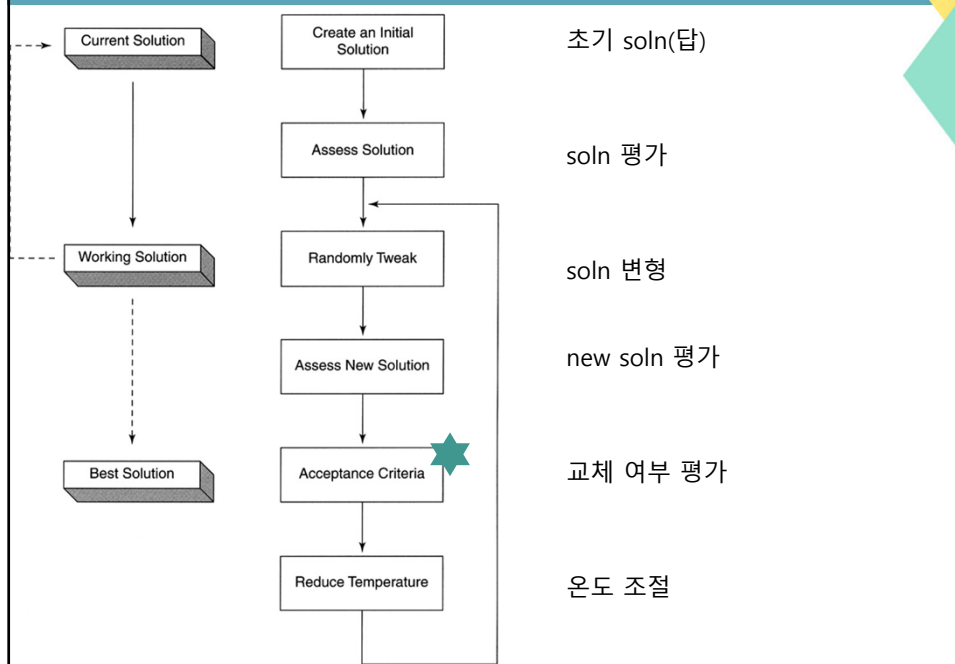 Current Solution
Working Solution
Best Solution
Create an Initial
Solution
Assess Solution
Randomly Tweak
Assess New Solution
Acceptance Criteria
Reduce Temperature
초기 soln(답)
soln 평가
soln 변형
new soln 평가
교체 여부 평가
온도 조절